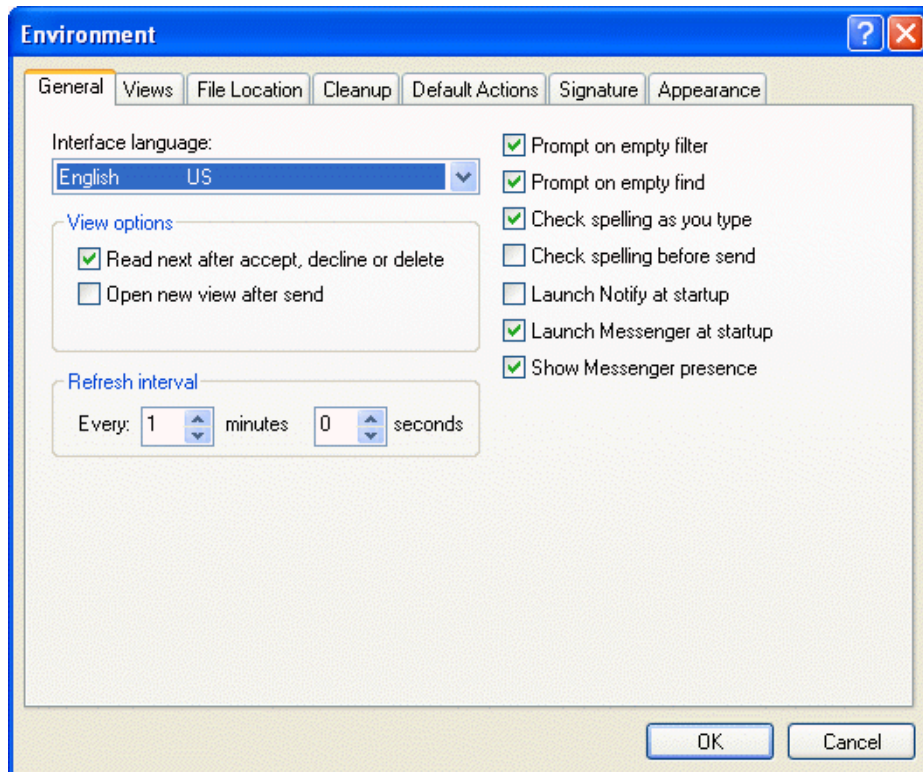 Environment
General Views File Location Cleanup Default Actions Signature Appearance
Interface language:
English US
View options
Read next after accept, decline or delete
Open new view after send
Refresh interval
Every: 1 minutes 0 seconds
Prompt on empty filter
Prompt on empty find
Check spelling as you type
Check spelling before send
Launch Notify at startup
Launch Messenger at startup
Show Messenger presence
OK Cancel